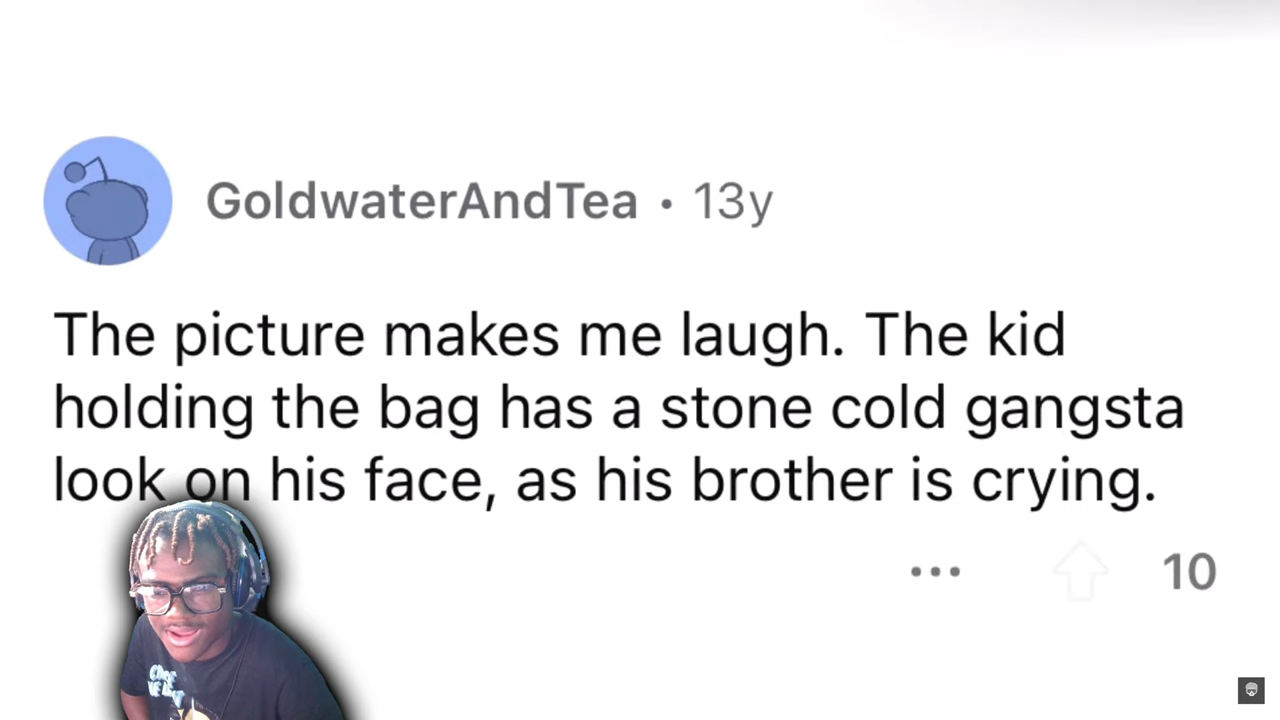 GoldwaterAndTea • 13y
The picture makes me laugh. The kid
holding the bag has a stone cold gangsta
look on his face, as his brother is crying.
... 10